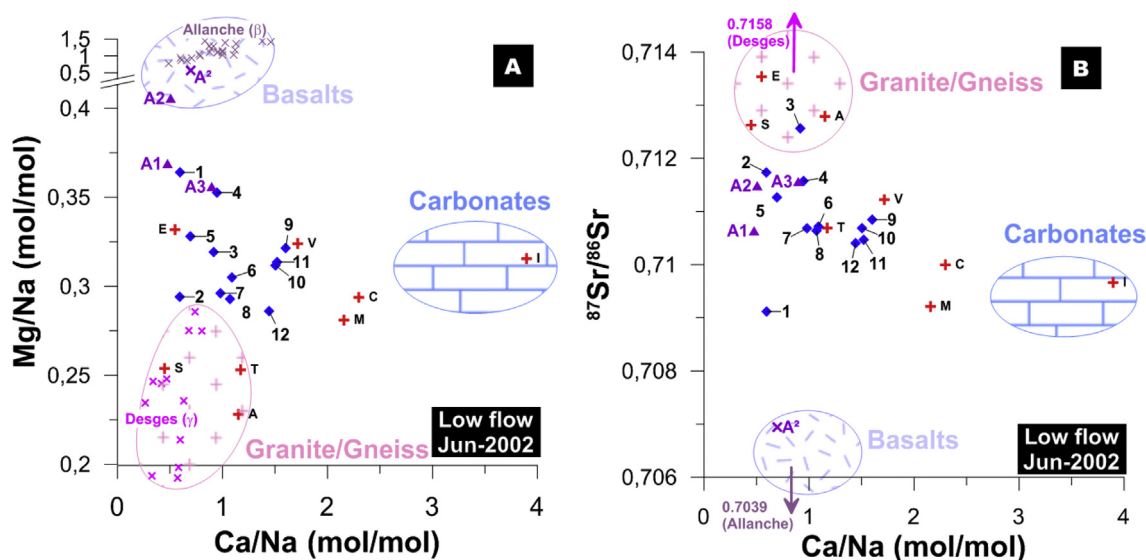 A
Mg/Na (mol/mol)
1,5
1
0,5
0,4
0,35
0,3
0,25
0,2
Allanche (β)
A²
Basalts
A2
A1
1
A3
4
E
5
3
9
V
11
10
6
2
7
8
12
C
M
Carbonates
I
S
T
A
Desges (γ)
Granite/Gneiss
Low flow
Jun-2002
0
1
2
3
4
Ca/Na (mol/mol)
B
⁸⁷Sr/⁸⁶Sr
0,714
0,712
0,71
0,708
0,706
0.7158
(Desges)
E
Granite/Gneiss
3
S
A
2
A2
A3
4
5
A1
6
7
8
T
V
9
10
12
11
C
M
1
Carbonates
I
A²
Basalts
0.7039
(Allanche)
Low flow
Jun-2002
0
1
2
3
4
Ca/Na (mol/mol)